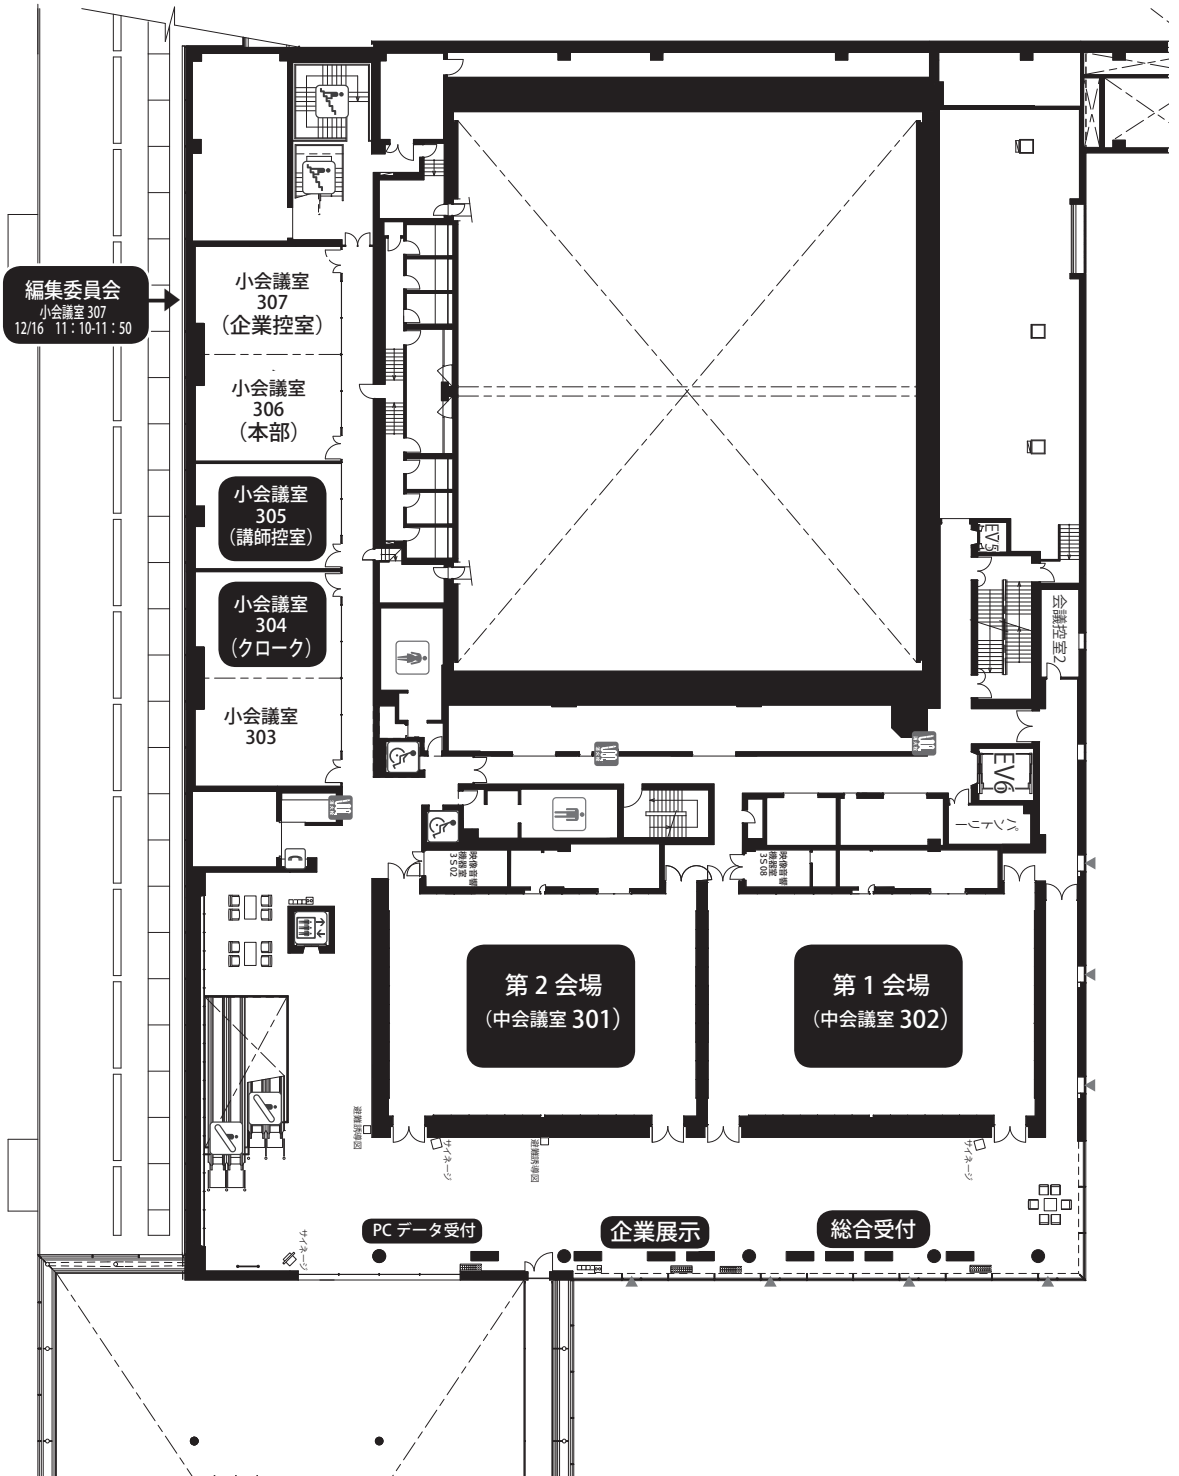 編集委員会
小会議室 307
12/16 11：10-11：50
小会議室
307
（企業控室）
小会議室
306
（本部）
小会議室
305
（講師控室）
小会議室
304
（クローク）
小会議室
303
EV5
会議控室2
EV6
パントリー
映像音響
機器室
3S02
映像音響
機器室
3S08
第 2 会場
（中会議室 301）
第 1 会場
（中会議室 302）
避難誘導図
サイネージ
避難誘導図
サイネージ
PC データ受付
企業展示
総合受付
サイネージ